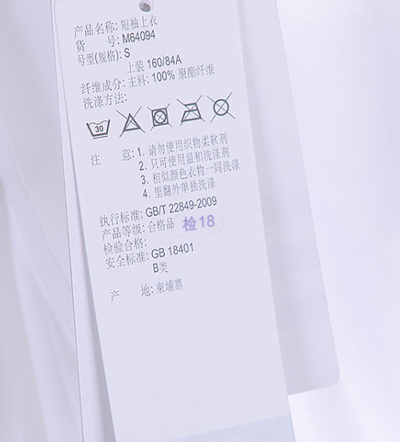 产品名称: 短袖上衣
货 号: M64094
号型(规格): S
上装 160/84A
纤维成分: 主料: 100% 聚酯纤维
洗涤方法:
30
注 意: 1. 请勿使用织物柔软剂
2. 只可使用温和洗涤剂
3. 相似颜色衣物一同洗涤
4. 里翻外单独洗涤
执行标准: GB/T 22849-2009
产品等级: 合格品 检18
检验合格:
安全标准: GB 18401
B类
产 地: 柬埔寨